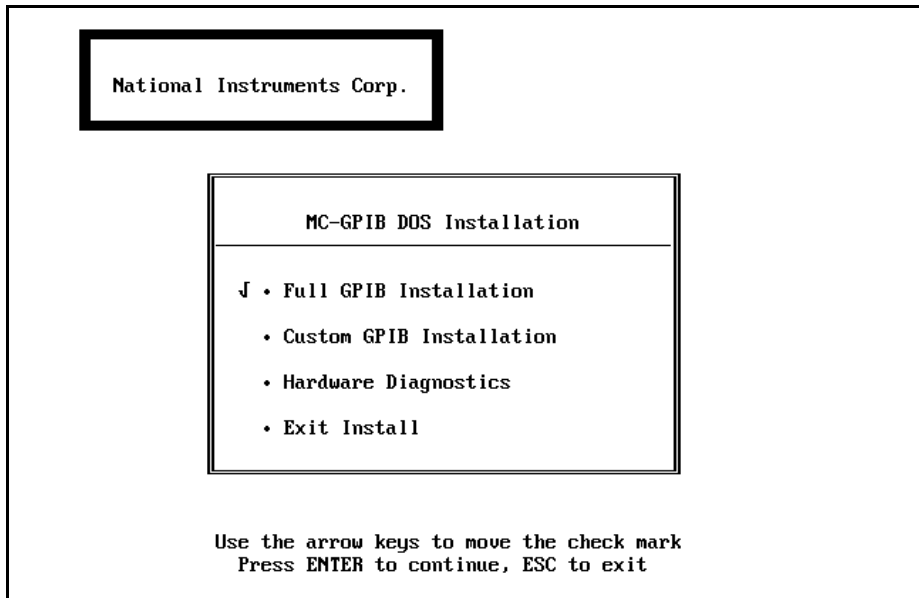 National Instruments Corp.
MC-GPIB DOS Installation
√ • Full GPIB Installation
• Custom GPIB Installation
• Hardware Diagnostics
• Exit Install
Use the arrow keys to move the check mark
Press ENTER to continue, ESC to exit